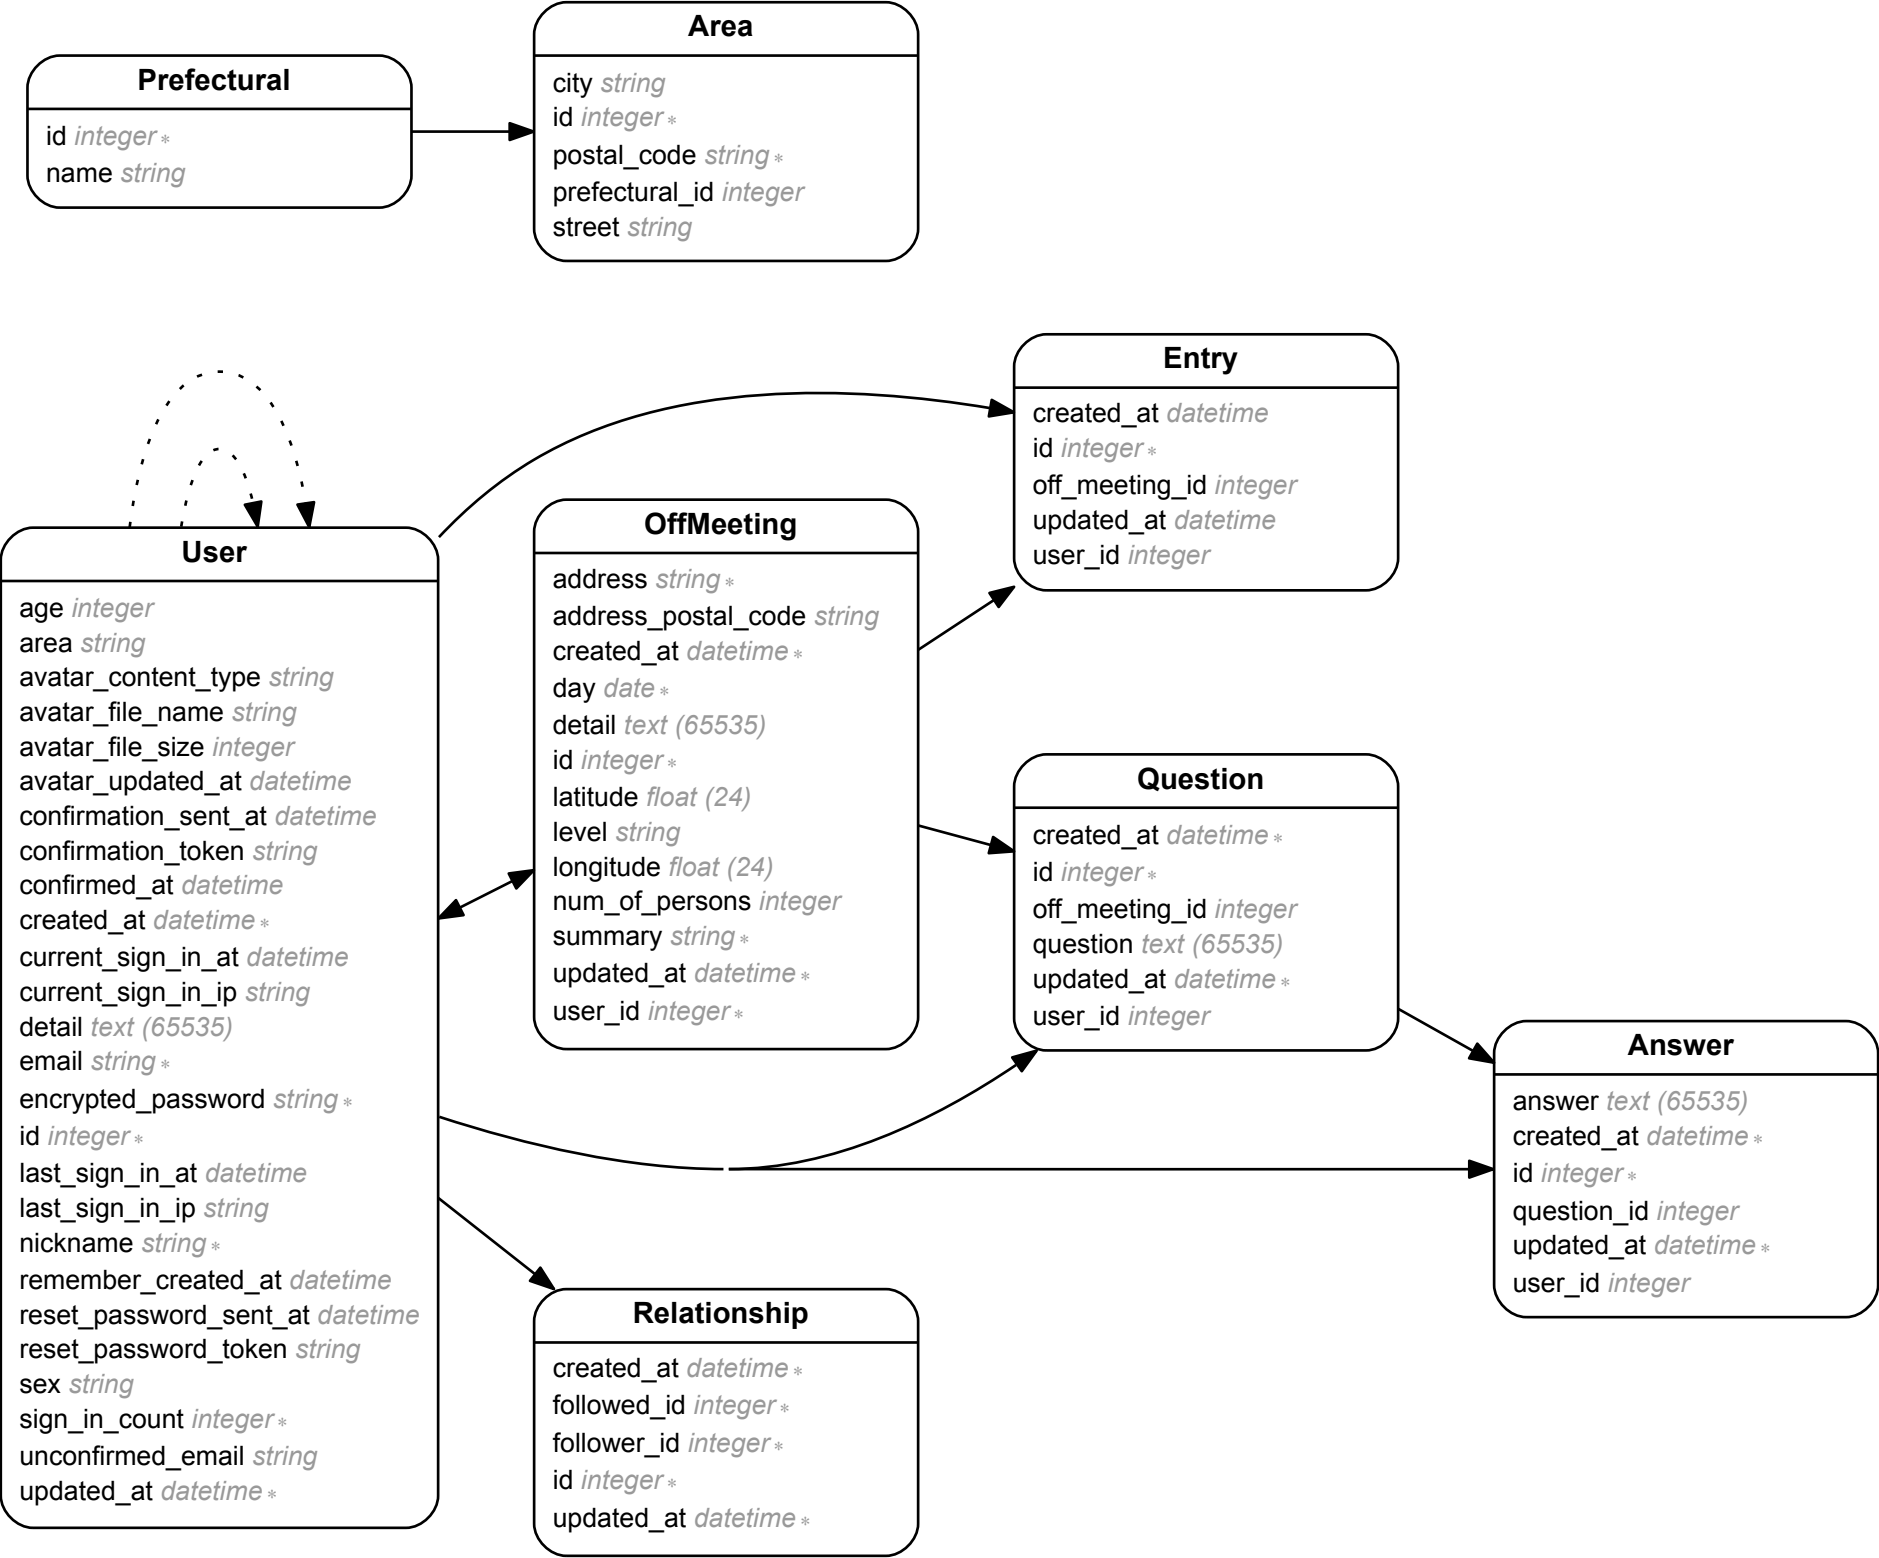 Prefectural
id integer *
name string
Area
city string
id integer *
postal_code string *
prefectural_id integer
street string
User
age integer
area string
avatar_content_type string
avatar_file_name string
avatar_file_size integer
avatar_updated_at datetime
confirmation_sent_at datetime
confirmation_token string
confirmed_at datetime
created_at datetime *
current_sign_in_at datetime
current_sign_in_ip string
detail text (65535)
email string *
encrypted_password string *
id integer *
last_sign_in_at datetime
last_sign_in_ip string
nickname string *
remember_created_at datetime
reset_password_sent_at datetime
reset_password_token string
sex string
sign_in_count integer *
unconfirmed_email string
updated_at datetime *
OffMeeting
address string *
address_postal_code string
created_at datetime *
day date *
detail text (65535)
id integer *
latitude float (24)
level string
longitude float (24)
num_of_persons integer
summary string *
updated_at datetime *
user_id integer *
Relationship
created_at datetime *
followed_id integer *
follower_id integer *
id integer *
updated_at datetime *
Entry
created_at datetime
id integer *
off_meeting_id integer
updated_at datetime
user_id integer
Question
created_at datetime *
id integer *
off_meeting_id integer
question text (65535)
updated_at datetime *
user_id integer
Answer
answer text (65535)
created_at datetime *
id integer *
question_id integer
updated_at datetime *
user_id integer